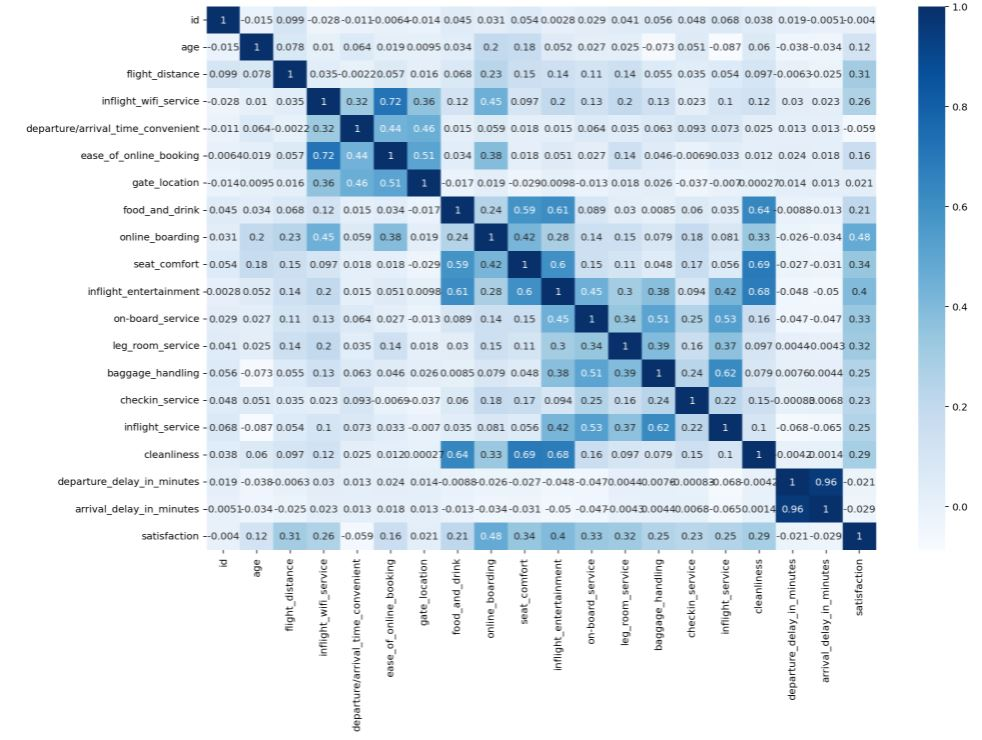 id 1 -0.015 0.099 -0.028 -0.011 0.0064 -0.014 0.045 0.031 0.054 0.0028 0.029 0.041 0.056 0.048 0.068 0.038 0.019 -0.0051 -0.004
age -0.015 1 0.078 0.01 0.064 0.019 0.0095 0.034 0.2 0.18 0.052 0.027 0.025 -0.073 0.051 -0.087 0.06 -0.038 -0.034 0.12
flight_distance 0.099 0.078 1 0.035 -0.0022 0.057 0.016 0.068 0.23 0.15 0.14 0.11 0.14 0.055 0.035 0.054 0.097 -0.0063 -0.025 0.31
inflight_wifi_service -0.028 0.01 0.035 1 0.32 0.72 0.36 0.12 0.45 0.097 0.2 0.13 0.2 0.13 0.023 0.1 0.12 0.03 0.023 0.26
departure/arrival_time_convenient -0.011 0.064 -0.0022 0.32 1 0.44 0.46 0.015 0.059 0.018 0.015 0.064 0.035 0.063 0.093 0.073 0.025 0.013 0.013 -0.059
ease_of_online_booking 0.0064 0.019 0.057 0.72 0.44 1 0.51 0.034 0.38 0.018 0.051 0.027 0.14 0.046 -0.0069 0.033 0.012 0.024 0.018 0.16
gate_location -0.014 0.0095 0.016 0.36 0.46 0.51 1 -0.017 0.019 -0.029 0.0098 -0.013 0.018 0.026 -0.037 -0.007 0.00027 0.014 0.013 0.021
food_and_drink 0.045 0.034 0.068 0.12 0.015 0.034 -0.017 1 0.24 0.59 0.61 0.089 0.03 0.0085 0.06 0.035 0.64 -0.0088 -0.013 0.21
online_boarding 0.031 0.2 0.23 0.45 0.059 0.38 0.019 0.24 1 0.42 0.28 0.14 0.15 0.079 0.18 0.081 0.33 -0.026 -0.034 0.48
seat_comfort 0.054 0.18 0.15 0.097 0.018 0.018 -0.029 0.59 0.42 1 0.6 0.15 0.11 0.048 0.17 0.056 0.69 -0.027 -0.031 0.34
inflight_entertainment 0.0028 0.052 0.14 0.2 0.015 0.051 0.0098 0.61 0.28 0.6 1 0.45 0.3 0.38 0.094 0.42 0.68 -0.048 -0.05 0.4
on-board_service 0.029 0.027 0.11 0.13 0.064 0.027 -0.013 0.089 0.14 0.15 0.45 1 0.34 0.51 0.25 0.53 0.16 -0.047 -0.047 0.33
leg_room_service 0.041 0.025 0.14 0.2 0.035 0.14 0.018 0.03 0.15 0.11 0.3 0.34 1 0.39 0.16 0.37 0.097 0.0044 -0.0043 0.32
baggage_handling 0.056 -0.073 0.055 0.13 0.063 0.046 0.026 0.0085 0.079 0.048 0.38 0.51 0.39 1 0.24 0.62 0.079 0.0076 0.0044 0.25
checkin_service 0.048 0.051 0.035 0.023 0.093 -0.0069 -0.037 0.06 0.18 0.17 0.094 0.25 0.16 0.24 1 0.22 0.15 0.0068 0.23
inflight_service 0.068 -0.087 0.054 0.1 0.073 0.033 -0.007 0.035 0.081 0.056 0.42 0.53 0.37 0.62 0.22 1 0.1 -0.068 -0.065 0.25
cleanliness 0.038 0.06 0.097 0.12 0.025 0.012 0.00027 0.64 0.33 0.69 0.68 0.16 0.097 0.079 0.15 0.1 1 -0.0042 0.0014 0.29
departure_delay_in_minutes 0.019 -0.038 -0.0063 0.03 0.013 0.024 0.014 -0.0088 -0.026 -0.027 -0.048 -0.047 0.0044 0.0076 -0.068 -0.0042 1 0.96 -0.021
arrival_delay_in_minutes -0.0051 -0.034 -0.025 0.023 0.013 0.018 0.013 -0.013 -0.034 -0.031 -0.05 -0.047 -0.0043 0.0044 0.0068 -0.065 0.0014 0.96 1 -0.029
satisfaction -0.004 0.12 0.31 0.26 -0.059 0.16 0.021 0.21 0.48 0.34 0.4 0.33 0.32 0.25 0.23 0.25 0.29 -0.021 -0.029 1
id
age
flight_distance
inflight_wifi_service
departure/arrival_time_convenient
ease_of_online_booking
gate_location
food_and_drink
online_boarding
seat_comfort
inflight_entertainment
on-board_service
leg_room_service
baggage_handling
checkin_service
inflight_service
cleanliness
departure_delay_in_minutes
arrival_delay_in_minutes
satisfaction
1.0
0.8
0.6
0.4
0.2
0.0